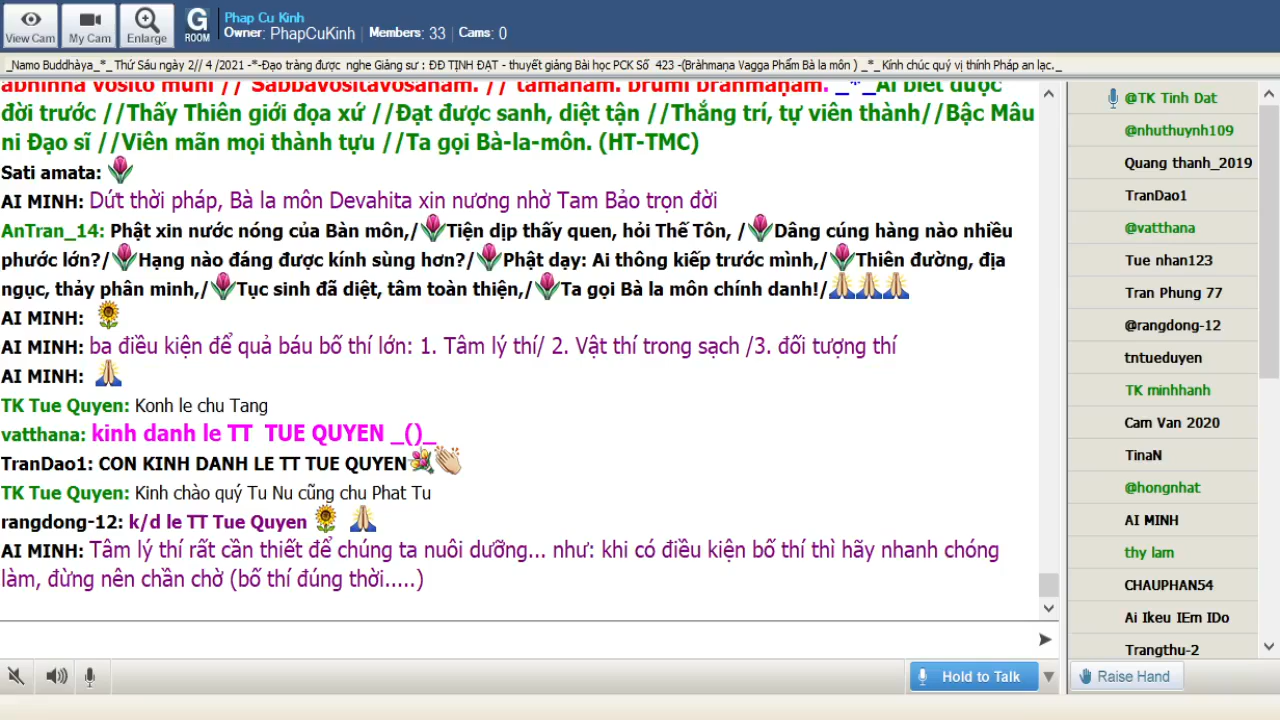 View Cam
My Cam
Enlarge
G ROOM
Phap Cu Kinh
Owner: PhapCuKinh | Members: 33 | Cams: 0
_Namo Buddhàya_*_ Thứ Sáu ngày 2// 4 /2021 -*-Đạo tràng được nghe Giảng sư : ĐĐ TỊNH ĐẠT - thuyết giảng Bài học PCK Số 423 -(Bràhmaṇa Vagga Phẩm Bà la môn ) _*_Kính chúc quý vị thính Pháp an lạc._
abhiñña vosito muni // Sabbavositavosanam. // tamaham. brumi brahmaṇam. _*_Ai biết được
đời trước //Thấy Thiên giới đọa xứ //Đạt được sanh, diệt tận //Thắng trí, tự viên thành//Bậc Mâu
ni Đạo sĩ //Viên mãn mọi thành tựu //Ta gọi Bà-la-môn. (HT-TMC)
Sati amata:
AI MINH: Dứt thời pháp, Bà la môn Devahita xin nương nhờ Tam Bảo trọn đời
AnTran_14: Phật xin nước nóng của Bàn môn,/ Tiện dịp thấy quen, hỏi Thế Tôn, / Dâng cúng hàng nào nhiều
phước lớn?/ Hạng nào đáng được kính sùng hơn?/ Phật dạy: Ai thông kiếp trước mình,/ Thiên đường, địa
ngục, thảy phân minh,/ Tục sinh đã diệt, tâm toàn thiện,/ Ta gọi Bà la môn chính danh!/
AI MINH:
AI MINH: ba điều kiện để quả báu bố thí lớn: 1. Tâm lý thí/ 2. Vật thí trong sạch /3. đối tượng thí
AI MINH:
TK Tue Quyen: Konh le chu Tang
vatthana: kinh danh le TT TUE QUYEN _()_
TranDao1: CON KINH DANH LE TT TUE QUYEN
TK Tue Quyen: Kinh chào quý Tu Nu cũng chu Phat Tu
rangdong-12: k/d le TT Tue Quyen
AI MINH: Tâm lý thí rất cần thiết để chúng ta nuôi dưỡng... như: khi có điều kiện bố thí thì hãy nhanh chóng
làm, đừng nên chần chờ (bố thí đúng thời.....)
Hold to Talk
@TK Tinh Dat
@nhuthuynh109
Quang thanh_2019
TranDao1
@vatthana
Tue nhan123
Tran Phung 77
@rangdong-12
tntueduyen
TK minhhanh
Cam Van 2020
TinaN
@hongnhat
AI MINH
thy lam
CHAUPHAN54
Ai Ikeu IEm IDo
Trangthu-2
Raise Hand